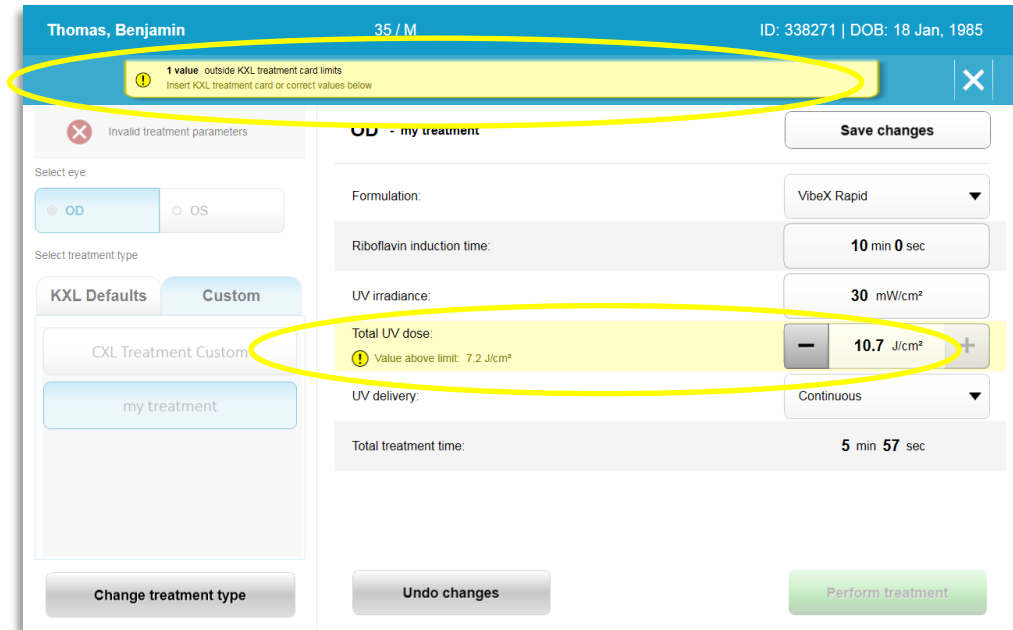 Thomas, Benjamin 35 / M ID: 338271 | DOB: 18 Jan, 1985
1 value outside KXL treatment card limits
Insert KXL treatment card or correct values below
Invalid treatment parameters
OD - my treatment
Save changes
Select eye
OD OS
Select treatment type
KXL Defaults Custom
CXL Treatment Custom
my treatment
Change treatment type
Formulation: VibeX Rapid
Riboflavin induction time: 10 min 0 sec
UV irradiance: 30 mW/cm²
Total UV dose: 10.7 J/cm²
Value above limit: 7.2 J/cm²
UV delivery: Continuous
Total treatment time: 5 min 57 sec
Undo changes
Perform treatment